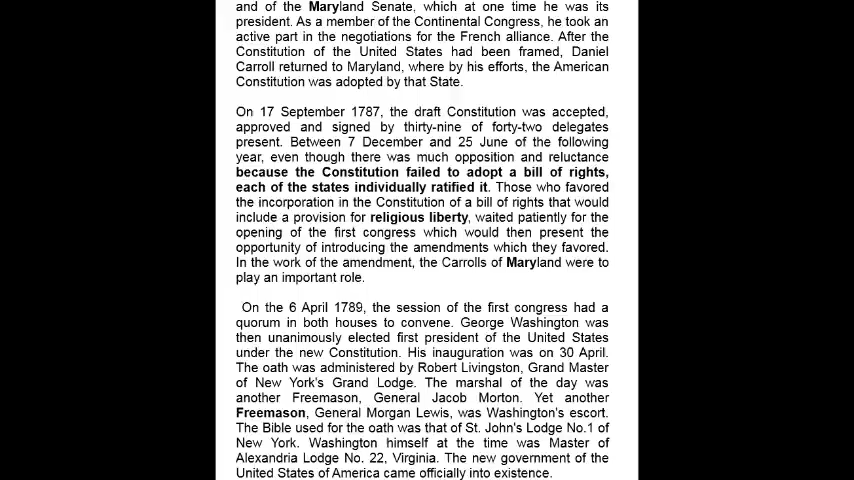 and of the Maryland Senate, which at one time he was its
president. As a member of the Continental Congress, he took an
active part in the negotiations for the French alliance. After the
Constitution of the United States had been framed, Daniel
Carroll returned to Maryland, where by his efforts, the American
Constitution was adopted by that State.
On 17 September 1787, the draft Constitution was accepted,
approved and signed by thirty-nine of forty-two delegates
present. Between 7 December and 25 June of the following
year, even though there was much opposition and reluctance
because the Constitution failed to adopt a bill of rights,
each of the states individually ratified it. Those who favored
the incorporation in the Constitution of a bill of rights that would
include a provision for religious liberty, waited patiently for the
opening of the first congress which would then present the
opportunity of introducing the amendments which they favored.
In the work of the amendment, the Carrolls of Maryland were to
play an important role.
On the 6 April 1789, the session of the first congress had a
quorum in both houses to convene. George Washington was
then unanimously elected first president of the United States
under the new Constitution. His inauguration was on 30 April.
The oath was administered by Robert Livingston, Grand Master
of New York's Grand Lodge. The marshal of the day was
another Freemason, General Jacob Morton. Yet another
Freemason, General Morgan Lewis, was Washington's escort.
The Bible used for the oath was that of St. John's Lodge No.1 of
New York. Washington himself at the time was Master of
Alexandria Lodge No. 22, Virginia. The new government of the
United States of America came officially into existence.